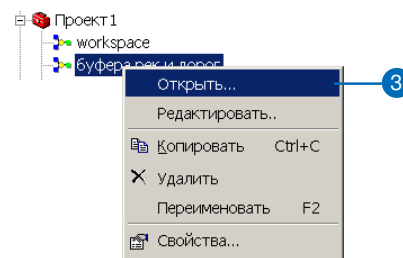 Проект1
workspace
буфера рек и дорог
Открыть...
3
Редактировать..
Копировать Ctrl+C
Удалить
Переименовать F2
Свойства...